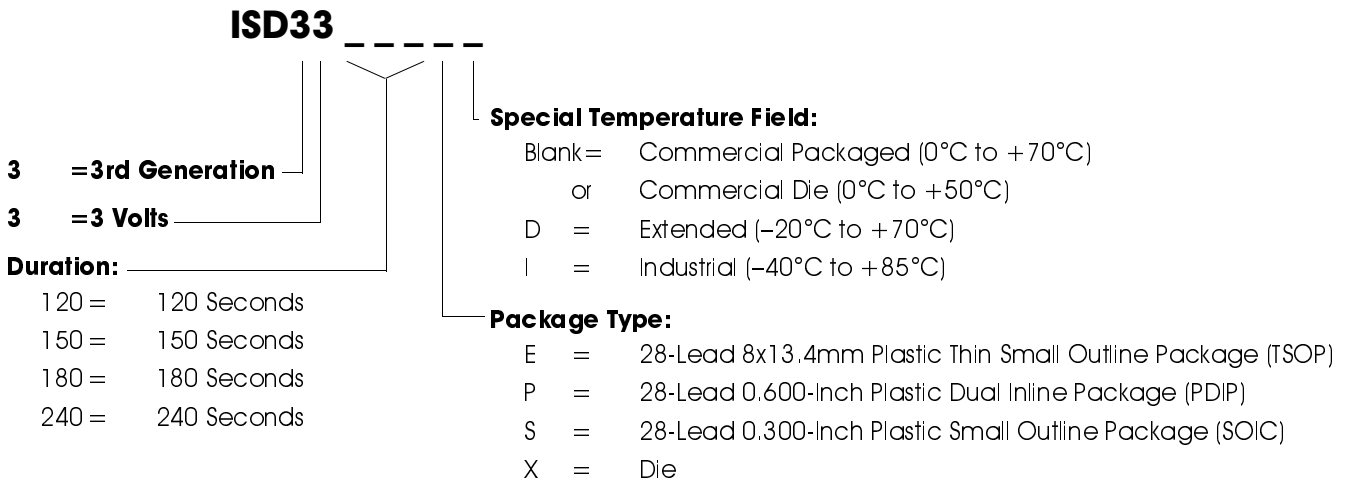 ISD33 _ _ _ _ _
Special Temperature Field:
Blank= Commercial Packaged (0°C to +70°C)
or Commercial Die (0°C to +50°C)
D = Extended (–20°C to +70°C)
I = Industrial (–40°C to +85°C)
3 =3rd Generation
3 =3 Volts
Duration:
120 = 120 Seconds
150 = 150 Seconds
180 = 180 Seconds
240 = 240 Seconds
Package Type:
E = 28-Lead 8x13.4mm Plastic Thin Small Outline Package (TSOP)
P = 28-Lead 0.600-Inch Plastic Dual Inline Package (PDIP)
S = 28-Lead 0.300-Inch Plastic Small Outline Package (SOIC)
X = Die